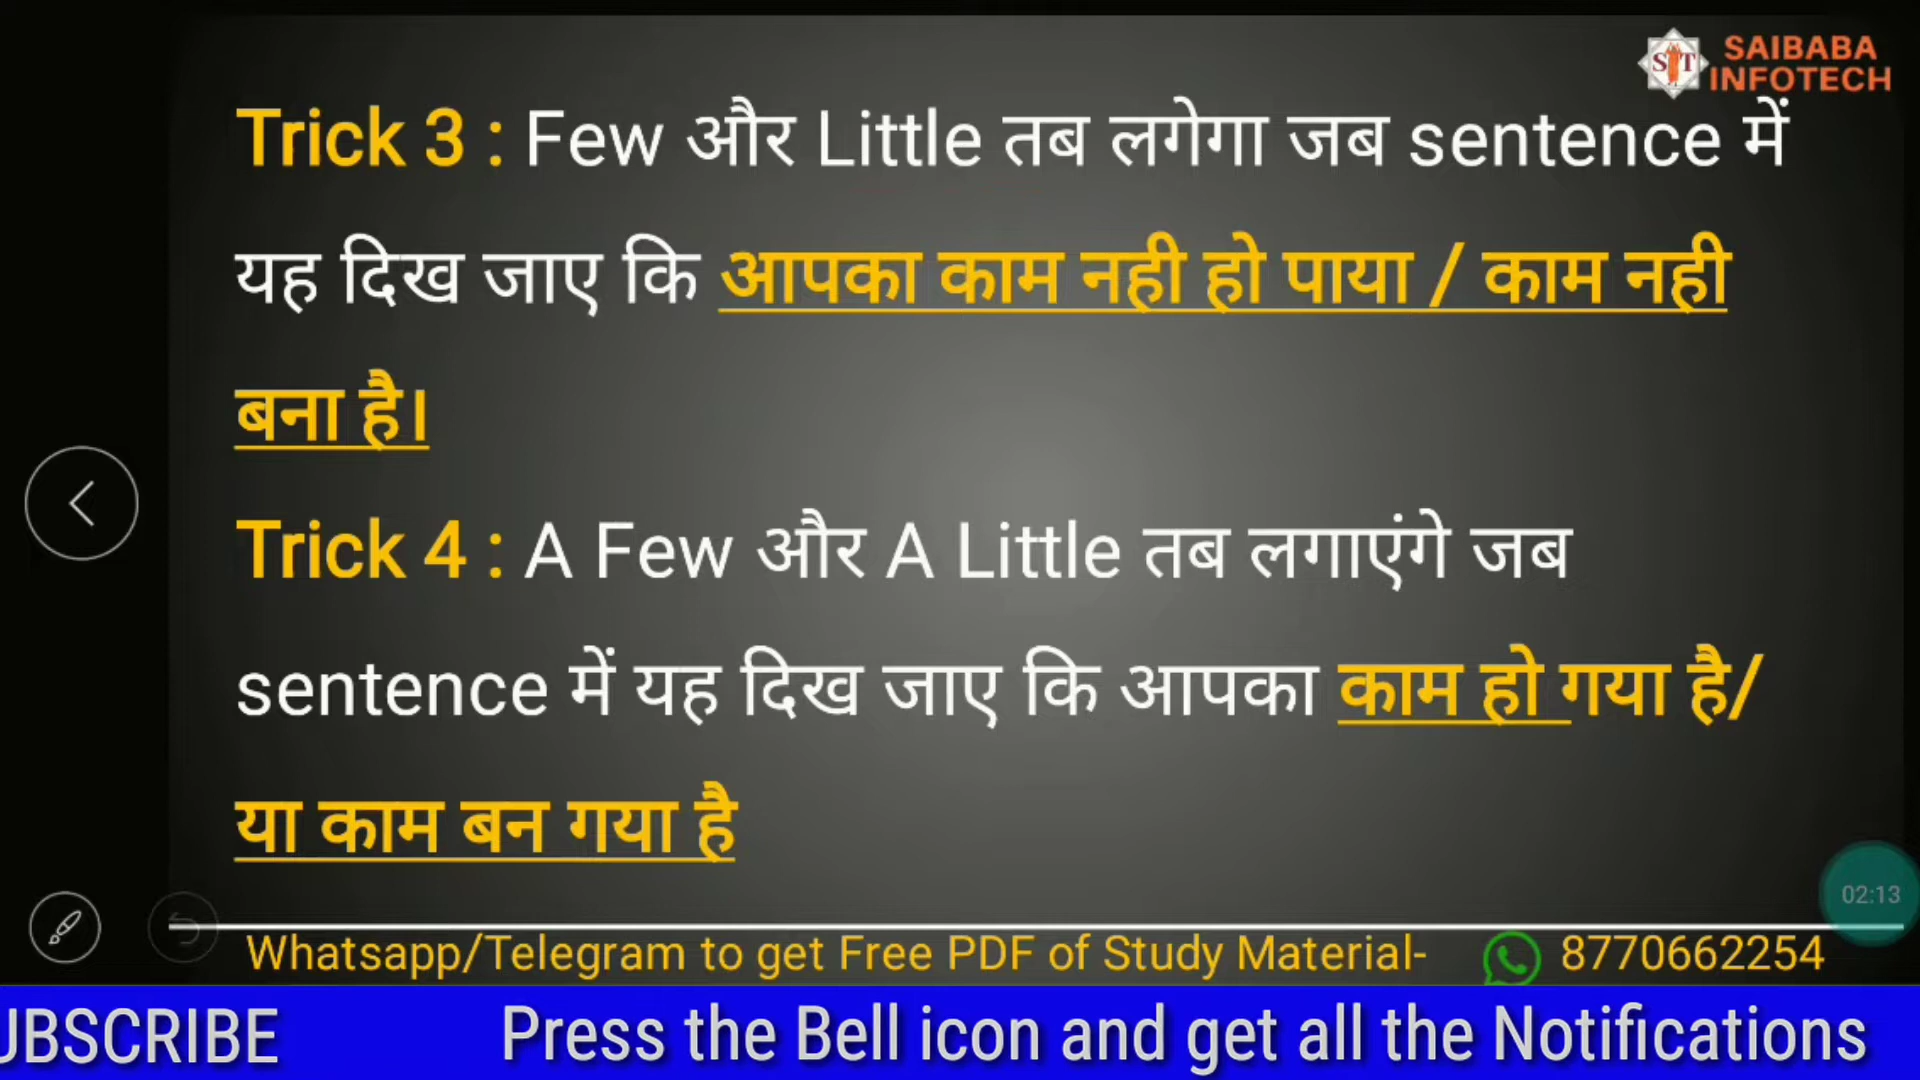 SAIBABA
INFOTECH
Trick 3 : Few और Little तब लगेगा जब sentence में
यह दिख जाए कि आपका काम नही हो पाया / काम नही
बना है।
Trick 4 : A Few और A Little तब लगाएंगे जब
sentence में यह दिख जाए कि आपका काम हो गया है/
या काम बन गया है
02:13
Whatsapp/Telegram to get Free PDF of Study Material- 8770662254
UBSCRIBE Press the Bell icon and get all the Notifications